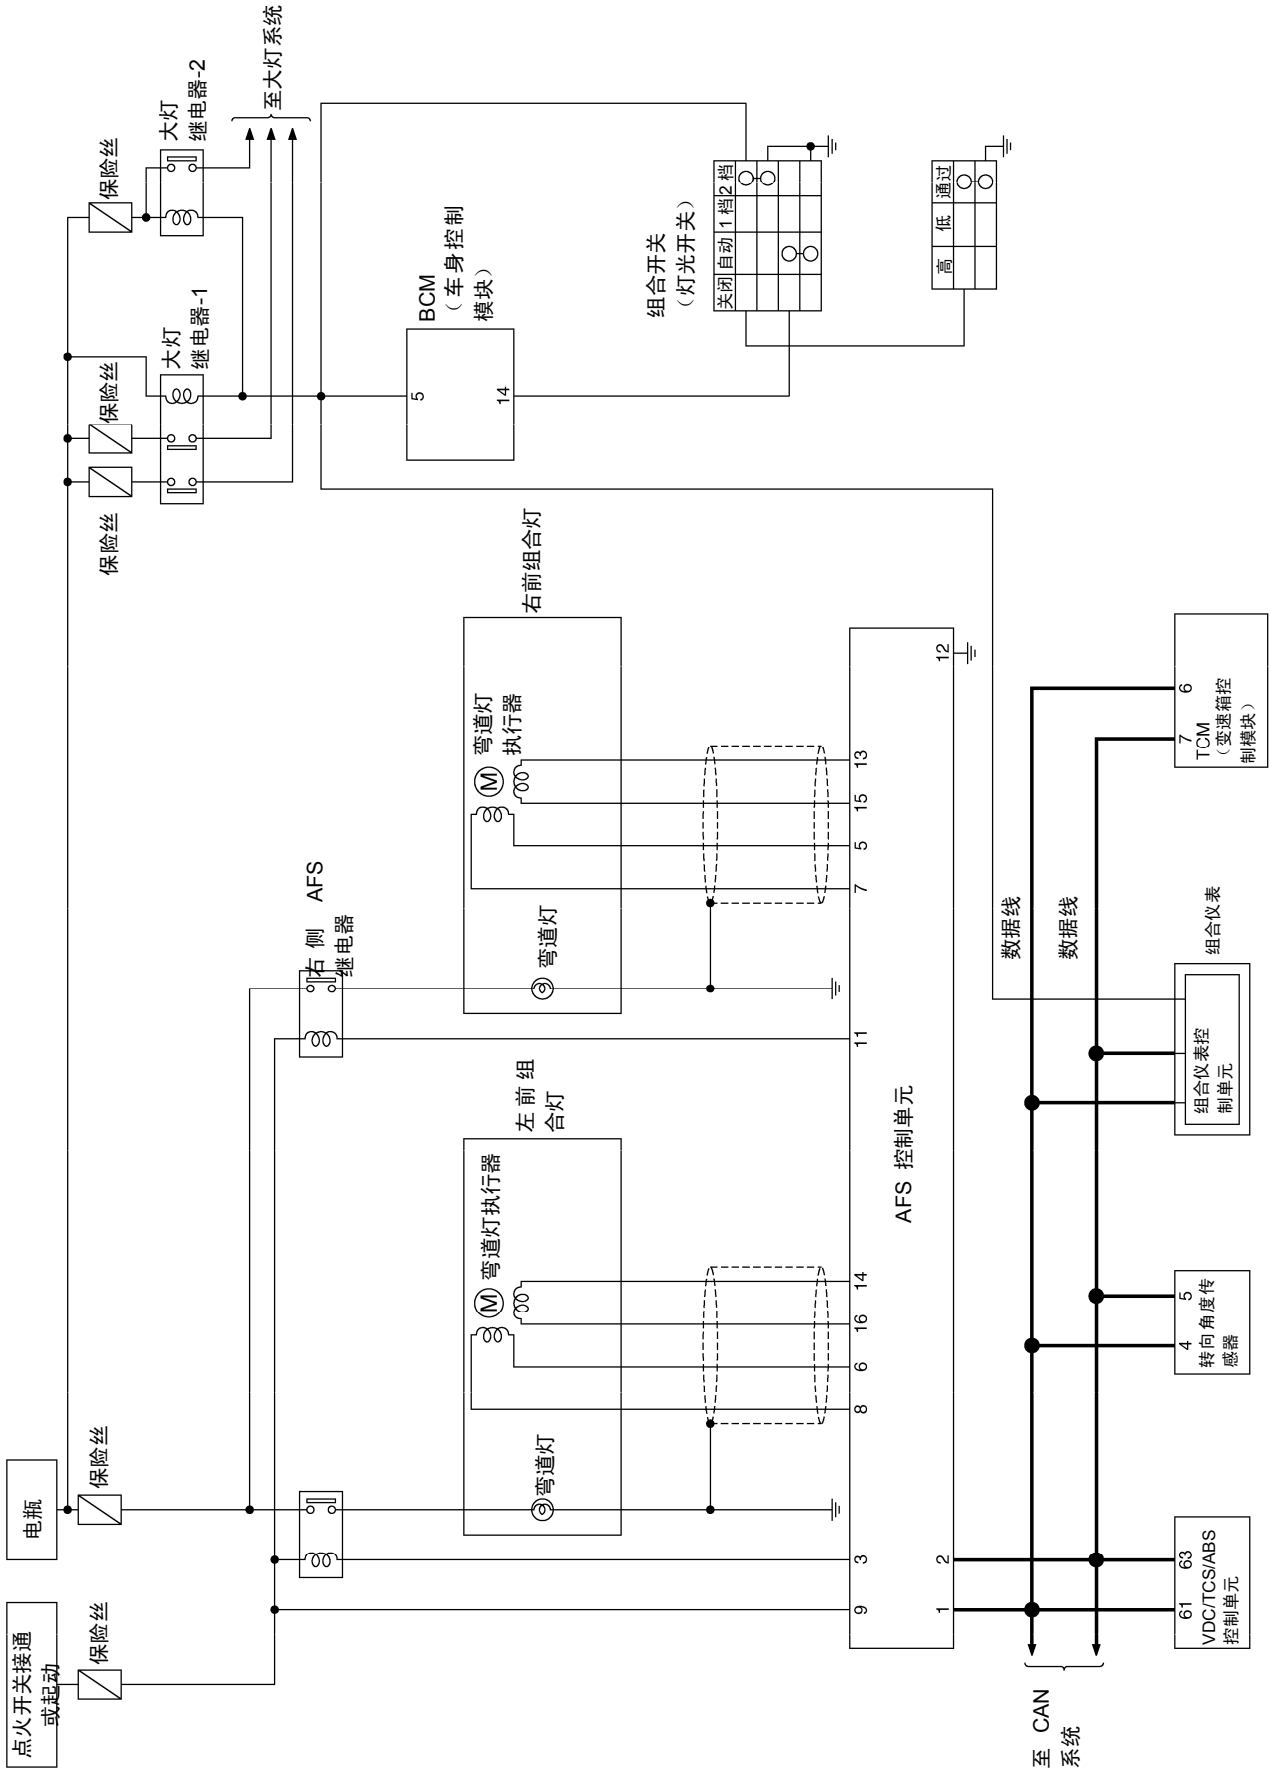 点火开关接通
或起动
电瓶
保险丝
保险丝
保险丝
保险丝
保险丝
大灯
继电器-1
大灯
继电器-2
至大灯系统
右 侧 AFS
继电器
BCM
（车身控制
模块）
5
14
组合开关
（灯光开关）
关闭
自动
1 档
2 档
高
低
通过
左 前 组
合灯
弯道灯
弯道灯执行器
M
右前组合灯
弯道灯
弯道灯
执行器
M
9
3
8
6
16
14
11
7
5
15
13
AFS 控制单元
1
2
12
数据线
数据线
至 CAN
系统
61
63
VDC/TCS/ABS
控制单元
4
5
转向角度传
感器
组合仪表控
制单元
组合仪表
7
6
TCM
（变速箱控
制模块）